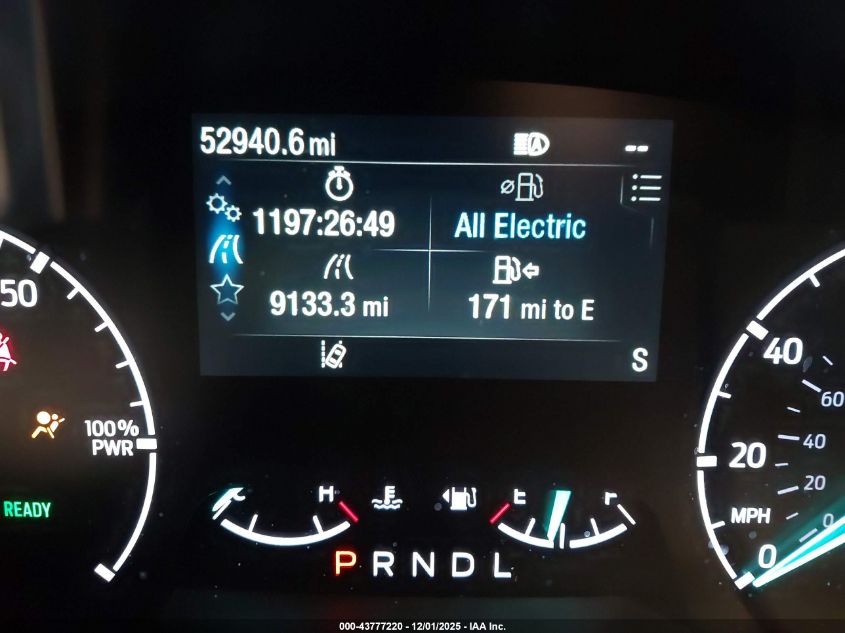 52940.6 mi
--
1197:26:49
All Electric
9133.3 mi
171 mi to E
S
50
100%
PWR
READY
H
P R N D L
40
20
0
MPH
60
40
20
0
000-43777220 - 12/01/2025 - IAA Inc.